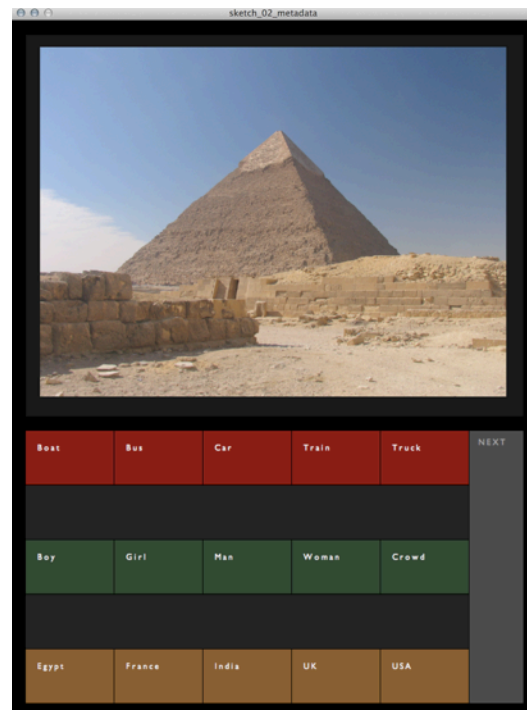 sketch_02_metadata
Boat Bus Car Train Truck NEXT
Boy Girl Man Woman Crowd
Egypt France India UK USA